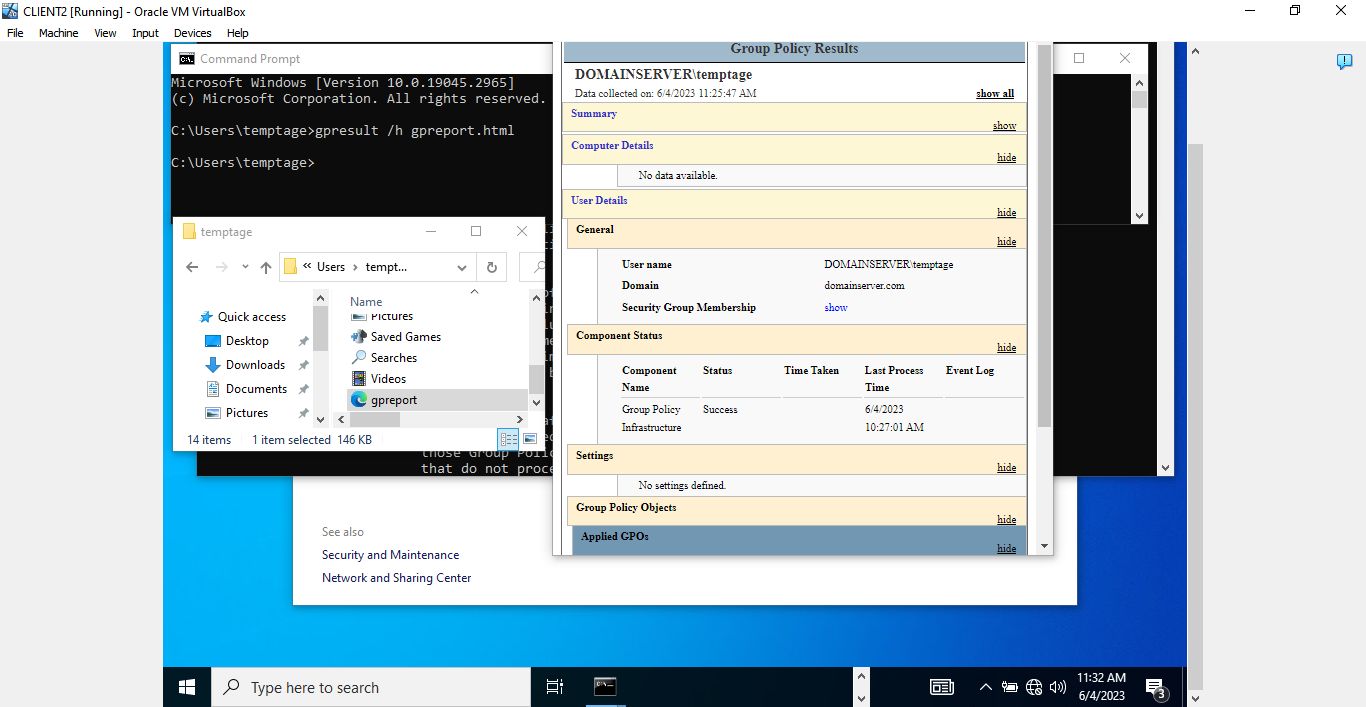 CLIENT2 [Running] - Oracle VM VirtualBox
File Machine View Input Devices Help
Command Prompt
Microsoft Windows [Version 10.0.19045.2965]
(c) Microsoft Corporation. All rights reserved.
C:\Users\temptage>gpresult /h gpreport.html
C:\Users\temptage>
temptage
« Users > tempt...
Quick access
Desktop
Downloads
Documents
Pictures
Name
Pictures
Saved Games
Searches
Videos
gpreport
14 items 1 item selected 146 KB
those Group Polic
that do not proce
See also
Security and Maintenance
Network and Sharing Center
Group Policy Results
DOMAINSERVER\temptage
Data collected on: 6/4/2023 11:25:47 AM show all
Summary
show
Computer Details
hide
No data available.
User Details
hide
General
hide
User name DOMAINSERVER\temptage
Domain domainserver.com
Security Group Membership show
Component Status
hide
Component Name Status Time Taken Last Process Time Event Log
Group Policy Infrastructure Success 6/4/2023 10:27:01 AM
Settings
hide
No settings defined.
Group Policy Objects
hide
Applied GPOs
hide
Type here to search
11:32 AM
6/4/2023
3